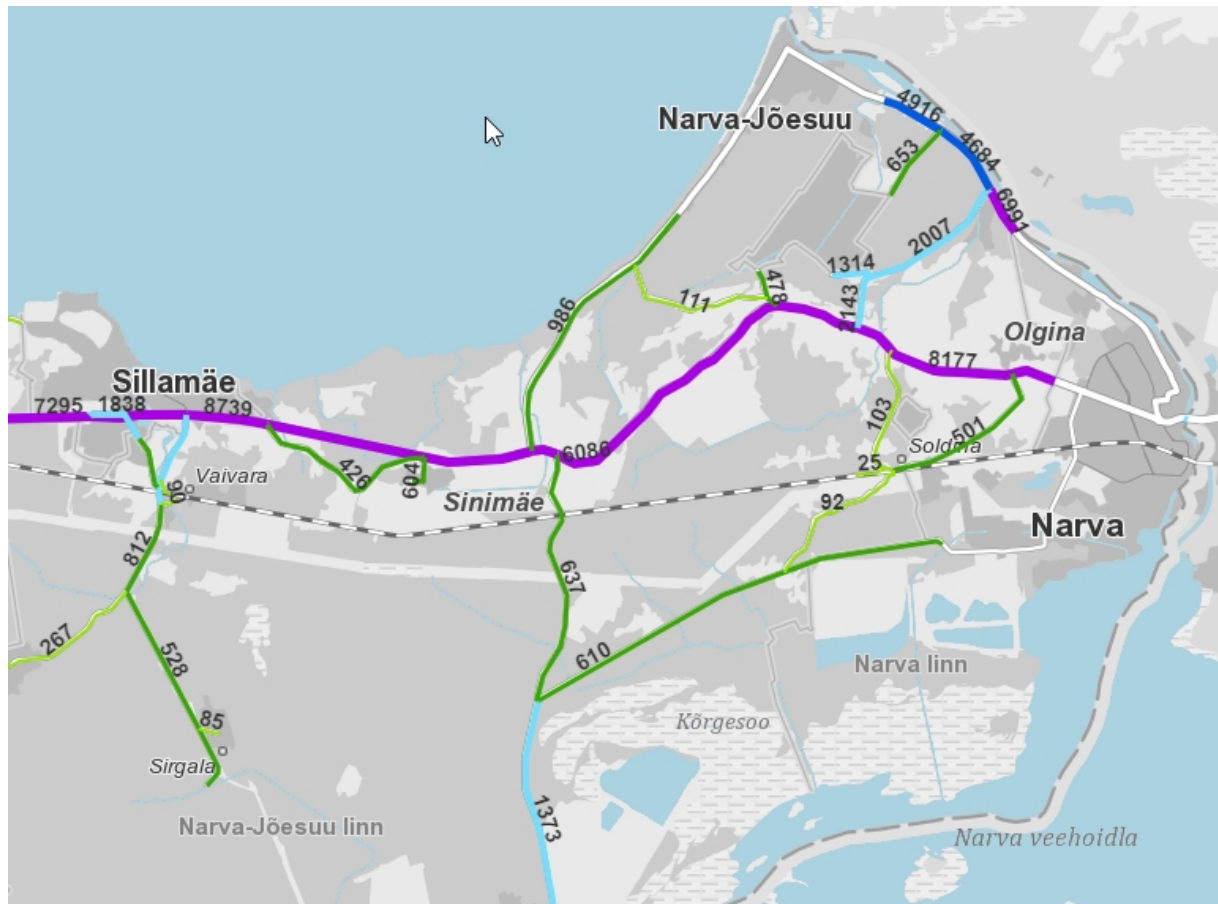 4916
Narva-Jõesuu
4684
653
6991
2007
1314
478
111
2143
986
Olgina
8177
Sillamäe
7295
1838
8739
103
501
6086
Soldina
426
604
25
Vaivara
90
Sinimäe
92
Narva
812
637
267
528
610
Narva linn
85
Kõrgesoo
Sirgala
1373
Narva-Jõesuu linn
Narva veehoidla